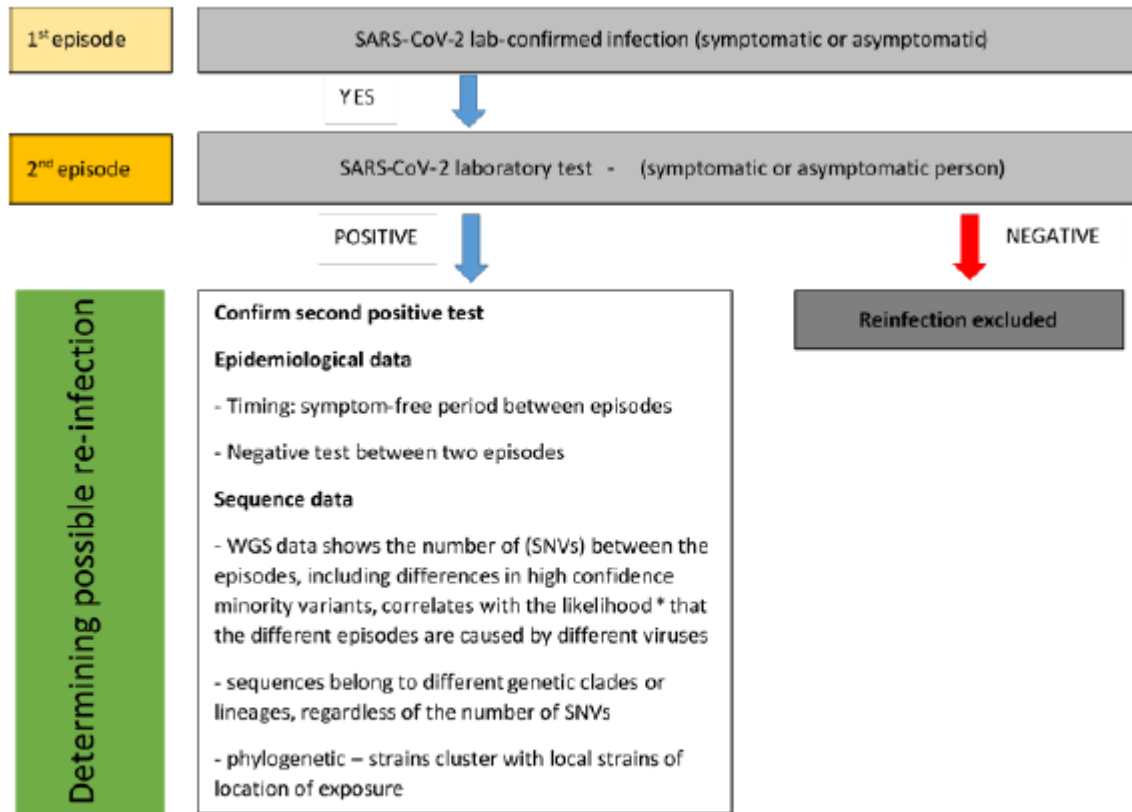 1st episode
SARS-CoV-2 lab-confirmed infection (symptomatic or asymptomatic)
YES
2nd episode
SARS-CoV-2 laboratory test - (symptomatic or asymptomatic person)
POSITIVE
NEGATIVE
Determining possible re-infection
Confirm second positive test
Epidemiological data
- Timing: symptom-free period between episodes
- Negative test between two episodes
Sequence data
- WGS data shows the number of (SNVs) between the
episodes, including differences in high confidence
minority variants, correlates with the likelihood * that
the different episodes are caused by different viruses
- sequences belong to different genetic clades or
lineages, regardless of the number of SNVs
- phylogenetic – strains cluster with local strains of
location of exposure
Reinfection excluded